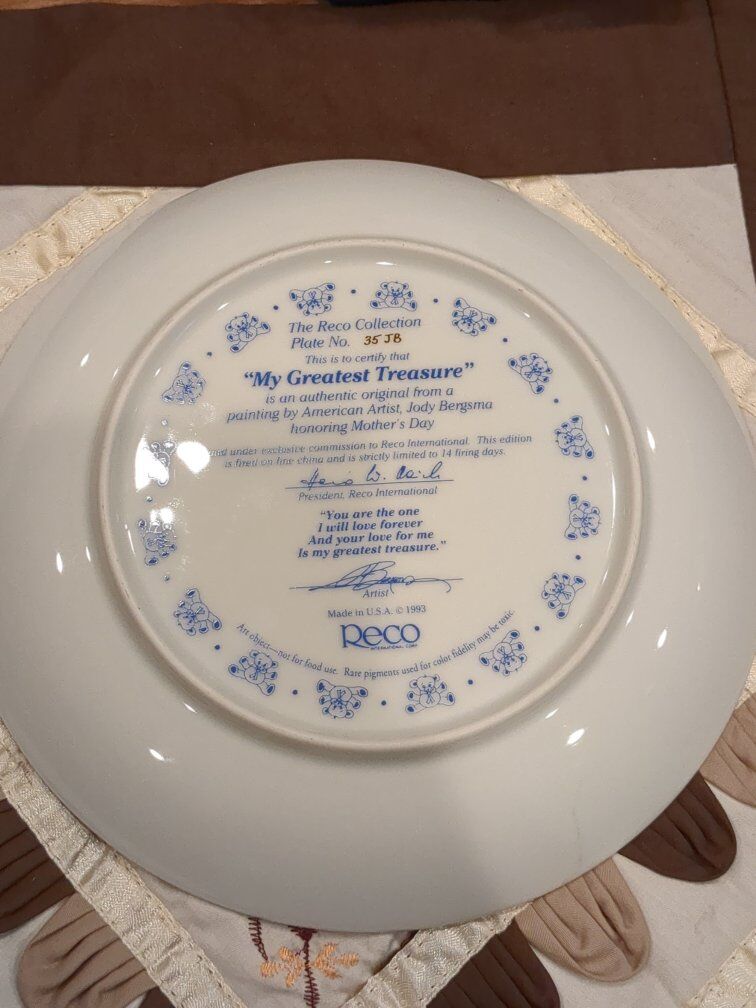 The Reco Collection
Plate No. 35 JB
This is to certify that
"My Greatest Treasure"
is an authentic original from a
painting by American Artist, Jody Bergsma
honoring Mother's Day
and under exclusive commission to Reco International. This edition
is fired on fine china and is strictly limited to 14 firing days.
President, Reco International
"You are the one
I will love forever
And your love for me
Is my greatest treasure."
Artist
Made in U.S.A. © 1993
Reco
INTERNATIONAL CORP.
Art object—not for food use. Rare pigments used for color fidelity may be toxic.